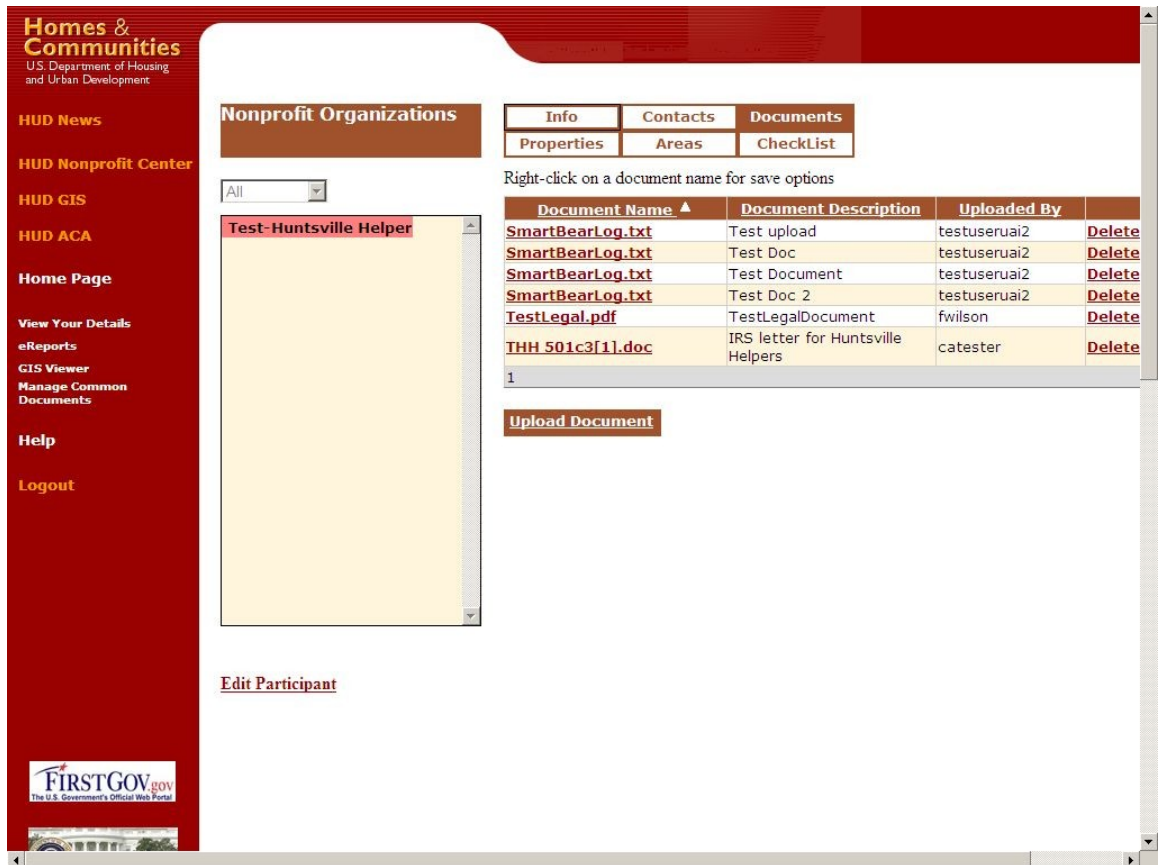 Homes &
Communities
U.S. Department of Housing
and Urban Development
HUD News
HUD Nonprofit Center
HUD GIS
HUD ACA
Home Page
View Your Details
eReports
GIS Viewer
Manage Common
Documents
Help
Logout
FIRSTGOV.gov
The U.S. Government's Official Web Portal
Nonprofit Organizations
All
Test-Huntsville Helper
Edit Participant
Info Contacts Documents
Properties Areas CheckList
Right-click on a document name for save options
Document Name ▲ Document Description Uploaded By
SmartBearLog.txt Test upload testuseruai2 Delete
SmartBearLog.txt Test Doc testuseruai2 Delete
SmartBearLog.txt Test Document testuseruai2 Delete
SmartBearLog.txt Test Doc 2 testuseruai2 Delete
TestLegal.pdf TestLegalDocument fwilson Delete
THH 501c3[1].doc IRS letter for Huntsville Helpers catester Delete
1
Upload Document